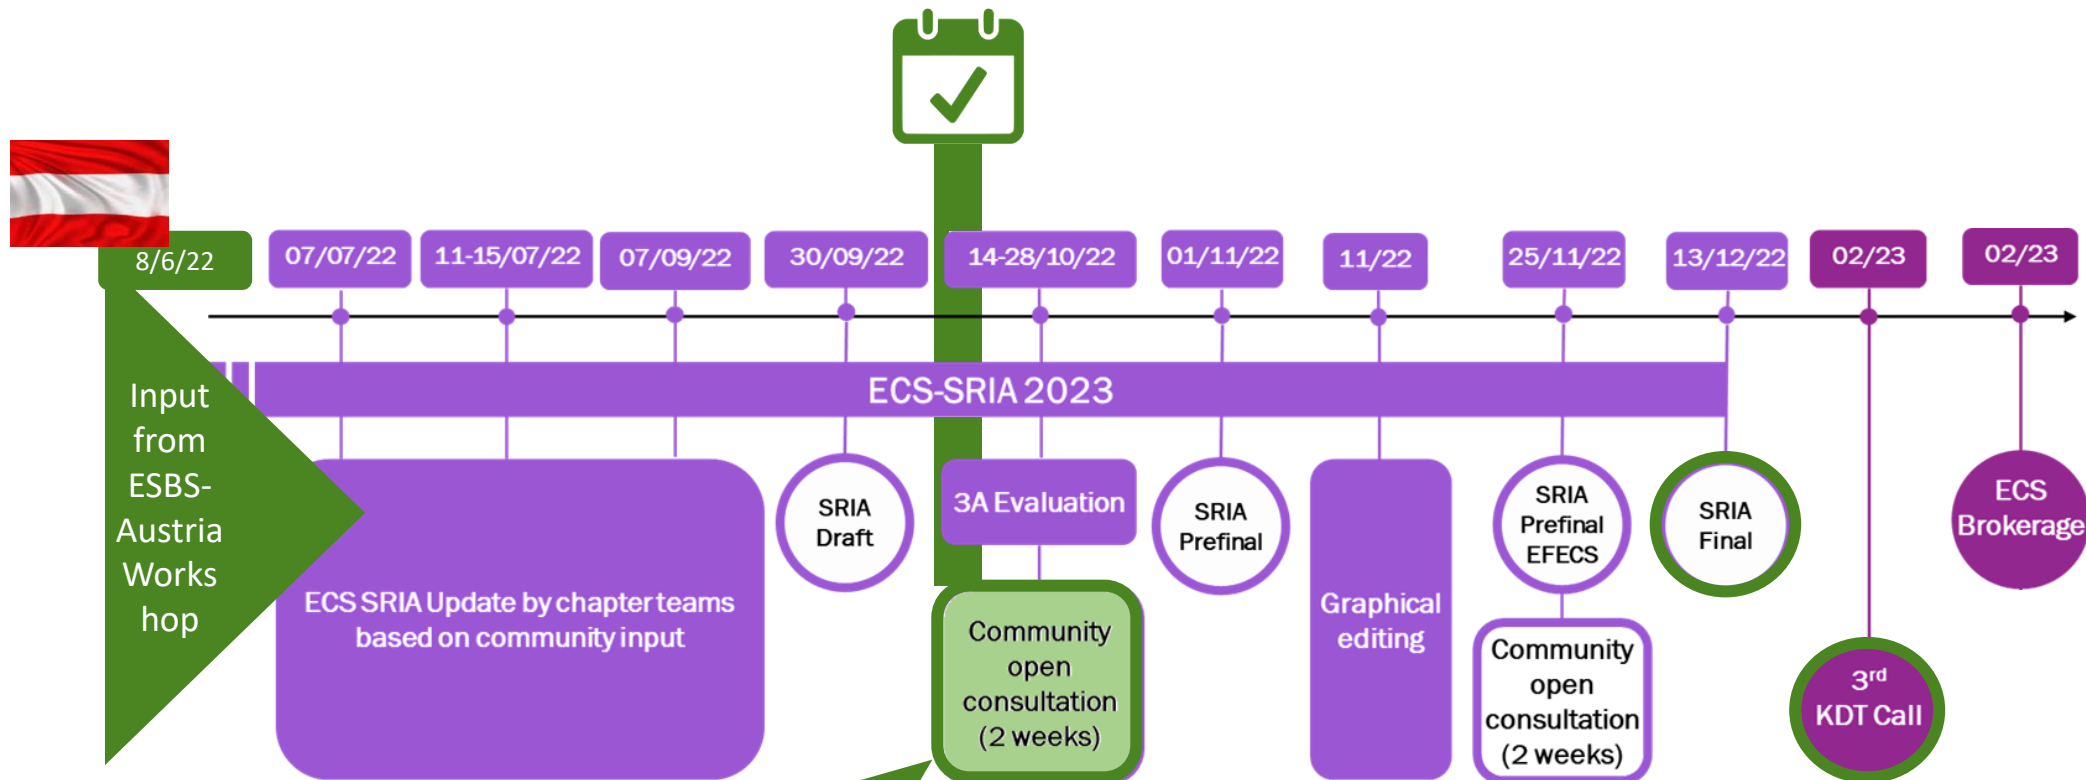 8/6/22
07/07/22
11-15/07/22
07/09/22
30/09/22
14-28/10/22
01/11/22
11/22
25/11/22
13/12/22
02/23
02/23
ECS-SRIA 2023
Input
from
ESBS-
Austria
Works
hop
ECS SRIA Update by chapter teams
based on community input
SRIA
Draft
3A Evaluation
Community
open
consultation
(2 weeks)
SRIA
Prefinal
Graphical
editing
SRIA
Prefinal
EFECS
Community
open
consultation
(2 weeks)
SRIA
Final
3rd
KDT Call
ECS
Brokerage